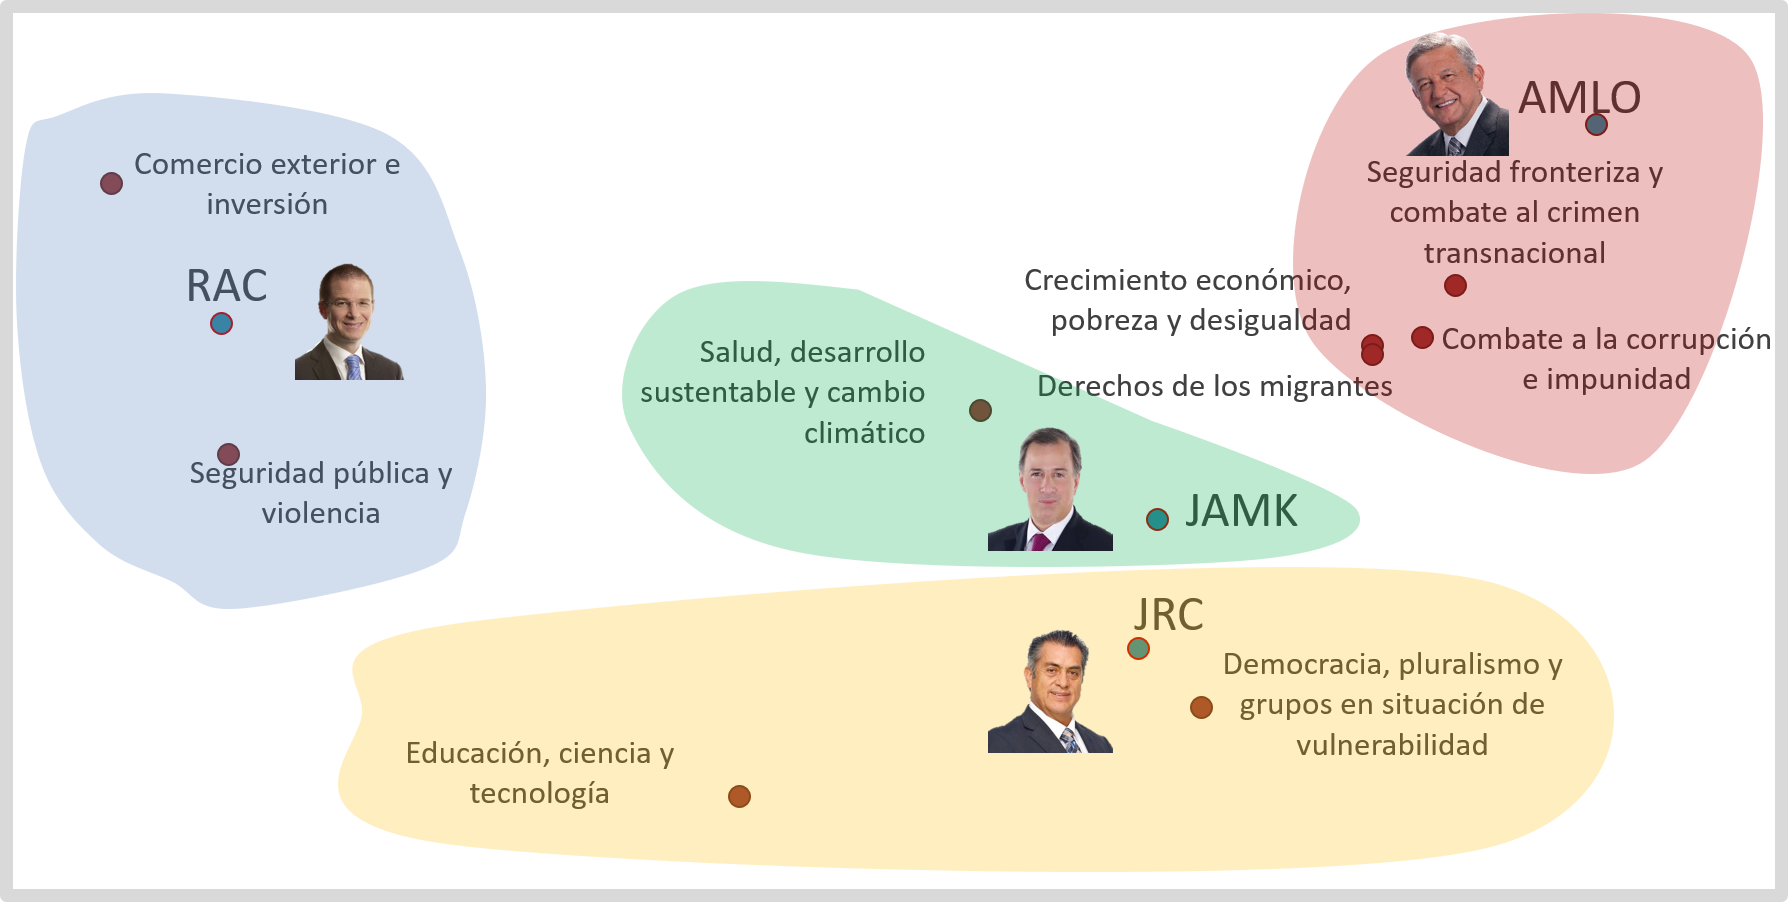 AMLO
Seguridad fronteriza y
combate al crimen
transnacional
Comercio exterior e
inversión
RAC
Crecimiento económico,
pobreza y desigualdad
Combate a la corrupción
e impunidad
Salud, desarrollo
sustentable y cambio
climático
Derechos de los migrantes
Seguridad pública y
violencia
JAMK
JRC
Democracia, pluralismo y
grupos en situación de
vulnerabilidad
Educación, ciencia y
tecnología